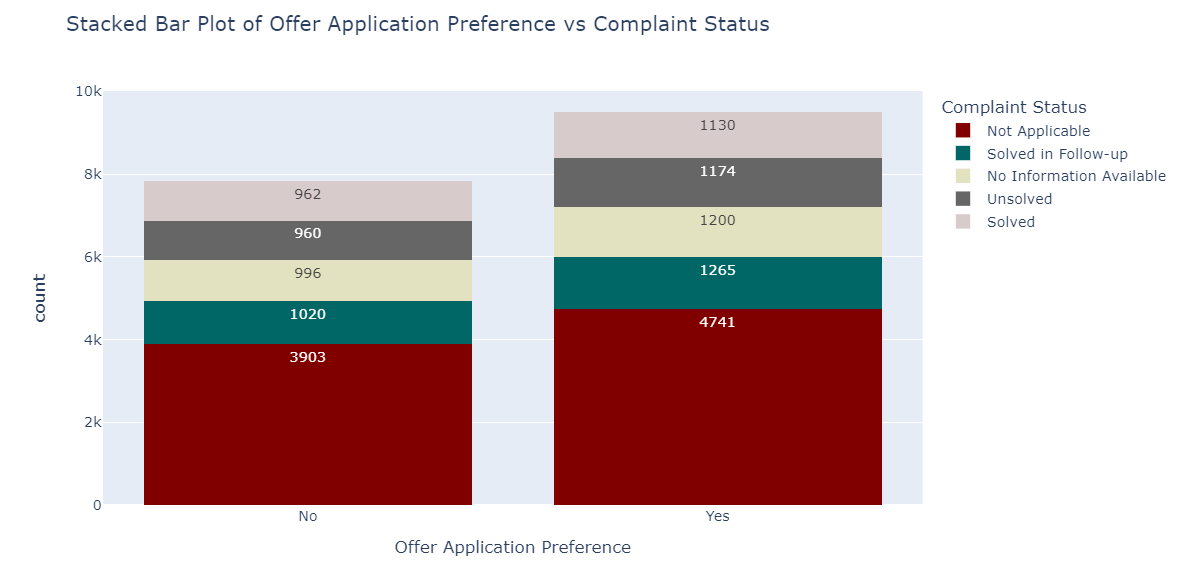 Stacked Bar Plot of Offer Application Preference vs Complaint Status
10k
8k
6k
4k
2k
0
count
962
960
996
1020
3903
1130
1174
1200
1265
4741
No
Yes
Offer Application Preference
Complaint Status
Not Applicable
Solved in Follow-up
No Information Available
Unsolved
Solved